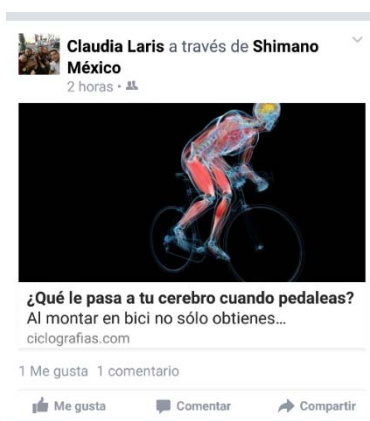 Claudia Laris a través de Shimano
México
2 horas
¿Qué le pasa a tu cerebro cuando pedaleas?
Al montar en bici no sólo obtienes...
ciclografias.com
1 Me gusta 1 comentario
Me gusta Comentar Compartir